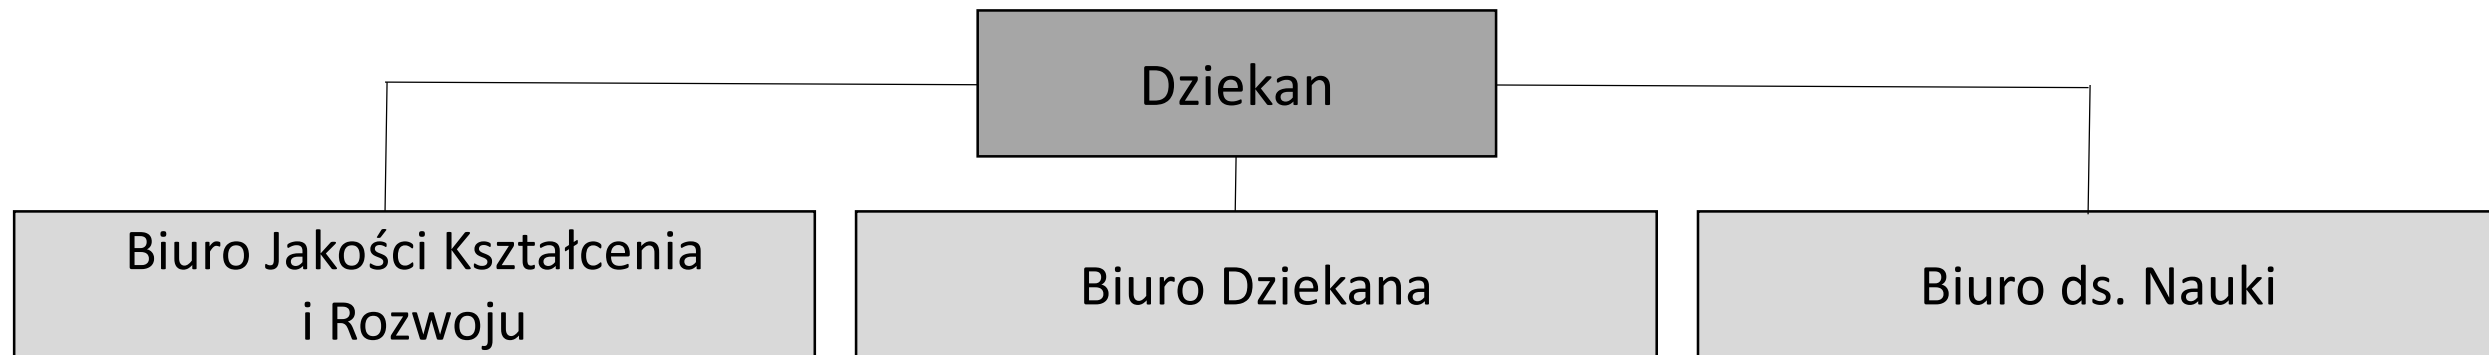 Dziekan
Biuro Jakości Kształcenia
i Rozwoju
Biuro Dziekana
Biuro ds. Nauki